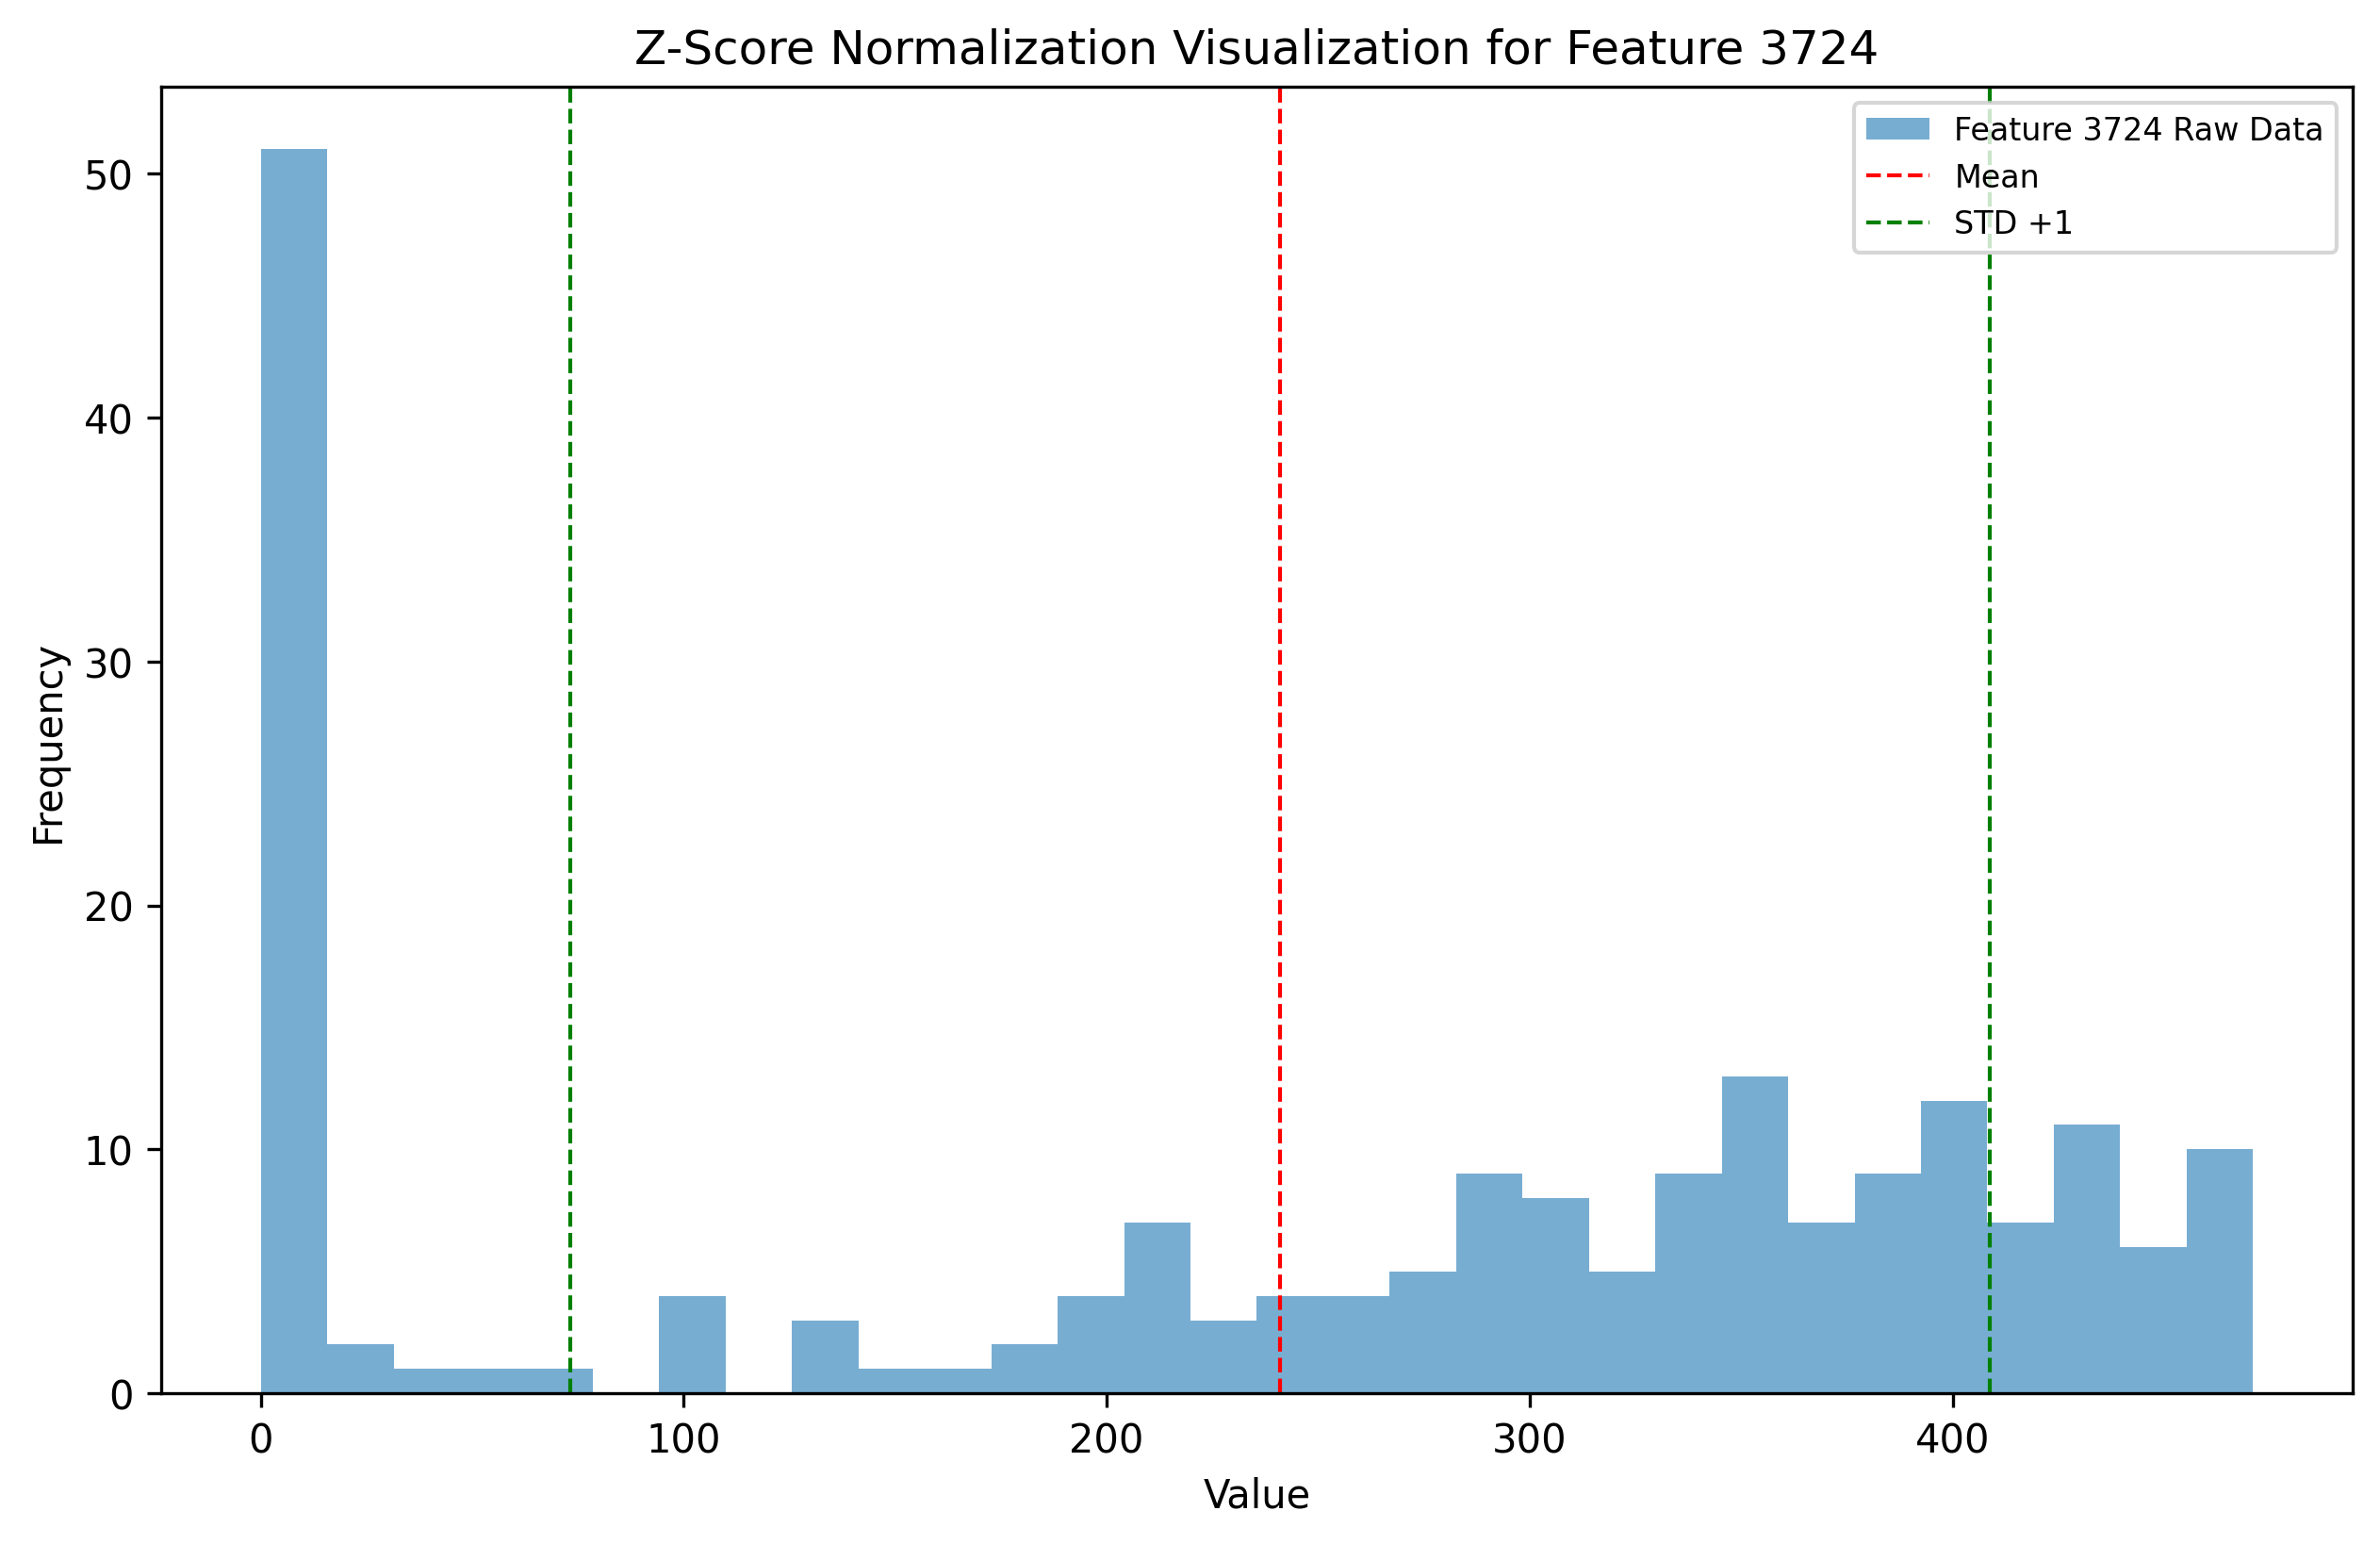 Z-Score Normalization Visualization for Feature 3724
Feature 3724 Raw Data
Mean
STD +1
50
40
30
20
10
0
Frequency
0 100 200 300 400
Value